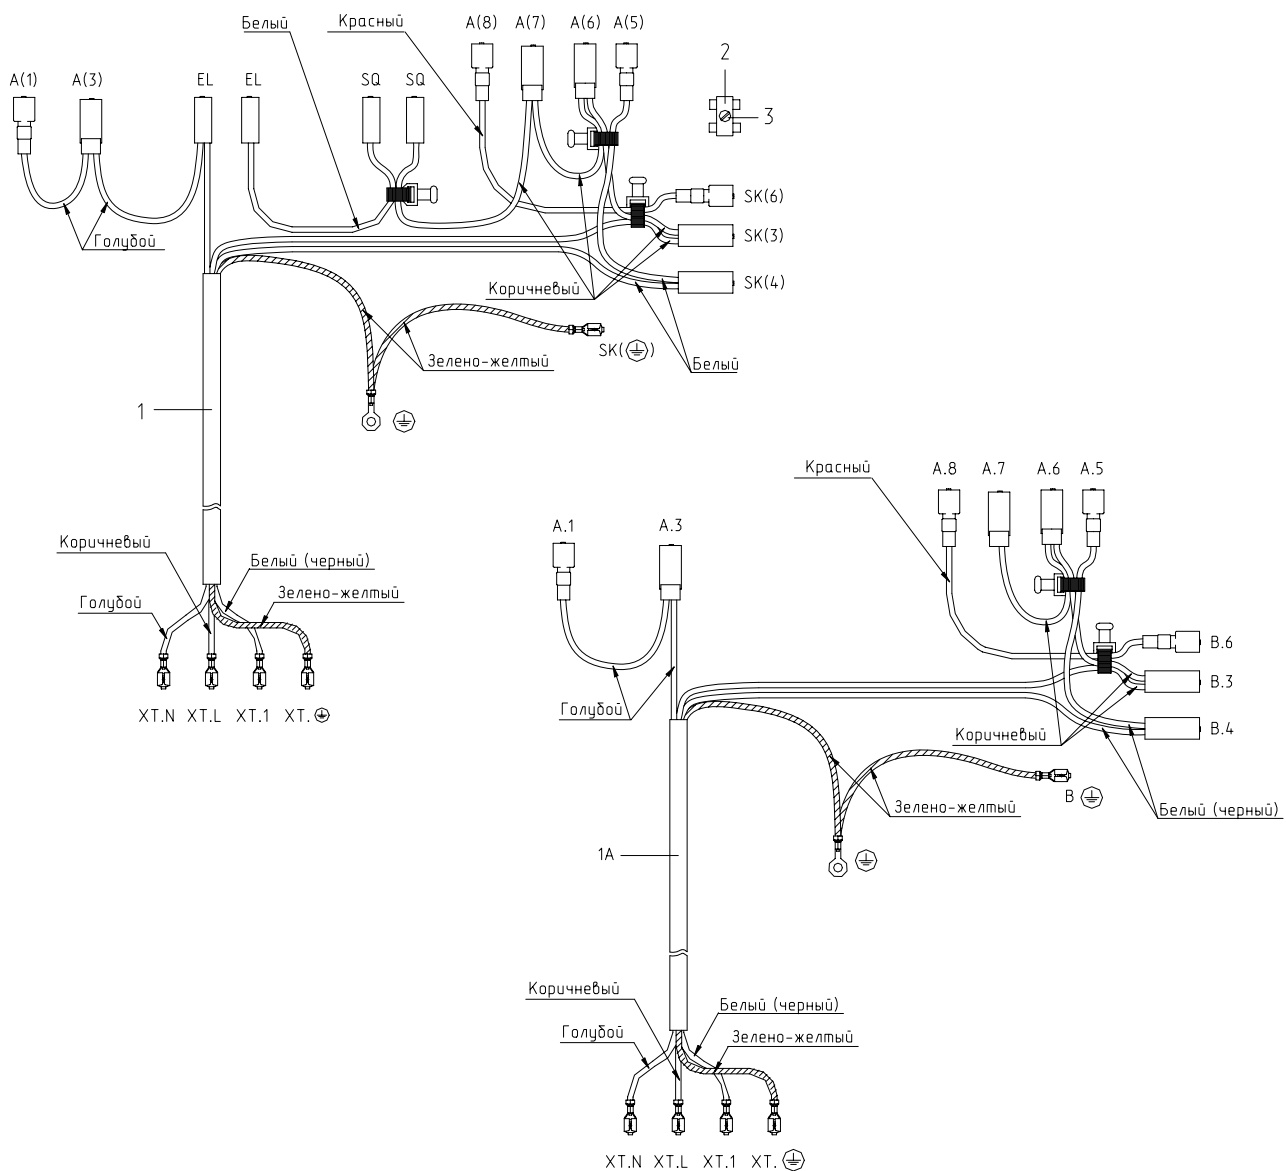 Белый
Красный
A(8) A(7) A(6) A(5)
A(1) A(3) EL EL SQ SQ
2
3
SK(6)
SK(3)
SK(4)
Голубой
Коричневый
SK(⏚)
Зелено-желтый
Белый
1
Коричневый
Белый (черный)
Голубой
Зелено-желтый
XT.N XT.L XT.1 XT.⏚
Красный
A.8 A.7 A.6 A.5
A.1 A.3
B.6
B.3
B.4
Голубой
Коричневый
B
Зелено-желтый
Белый (черный)
1A
Коричневый
Белый (черный)
Голубой
Зелено-желтый
XT.N XT.L XT.1 XT.⏚